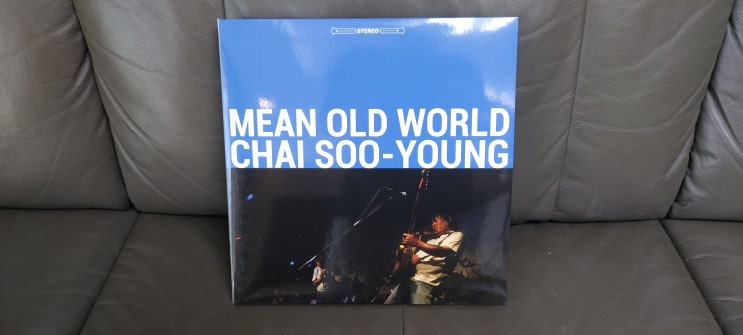 STEREO
MEAN OLD WORLD
CHAI SOO-YOUNG